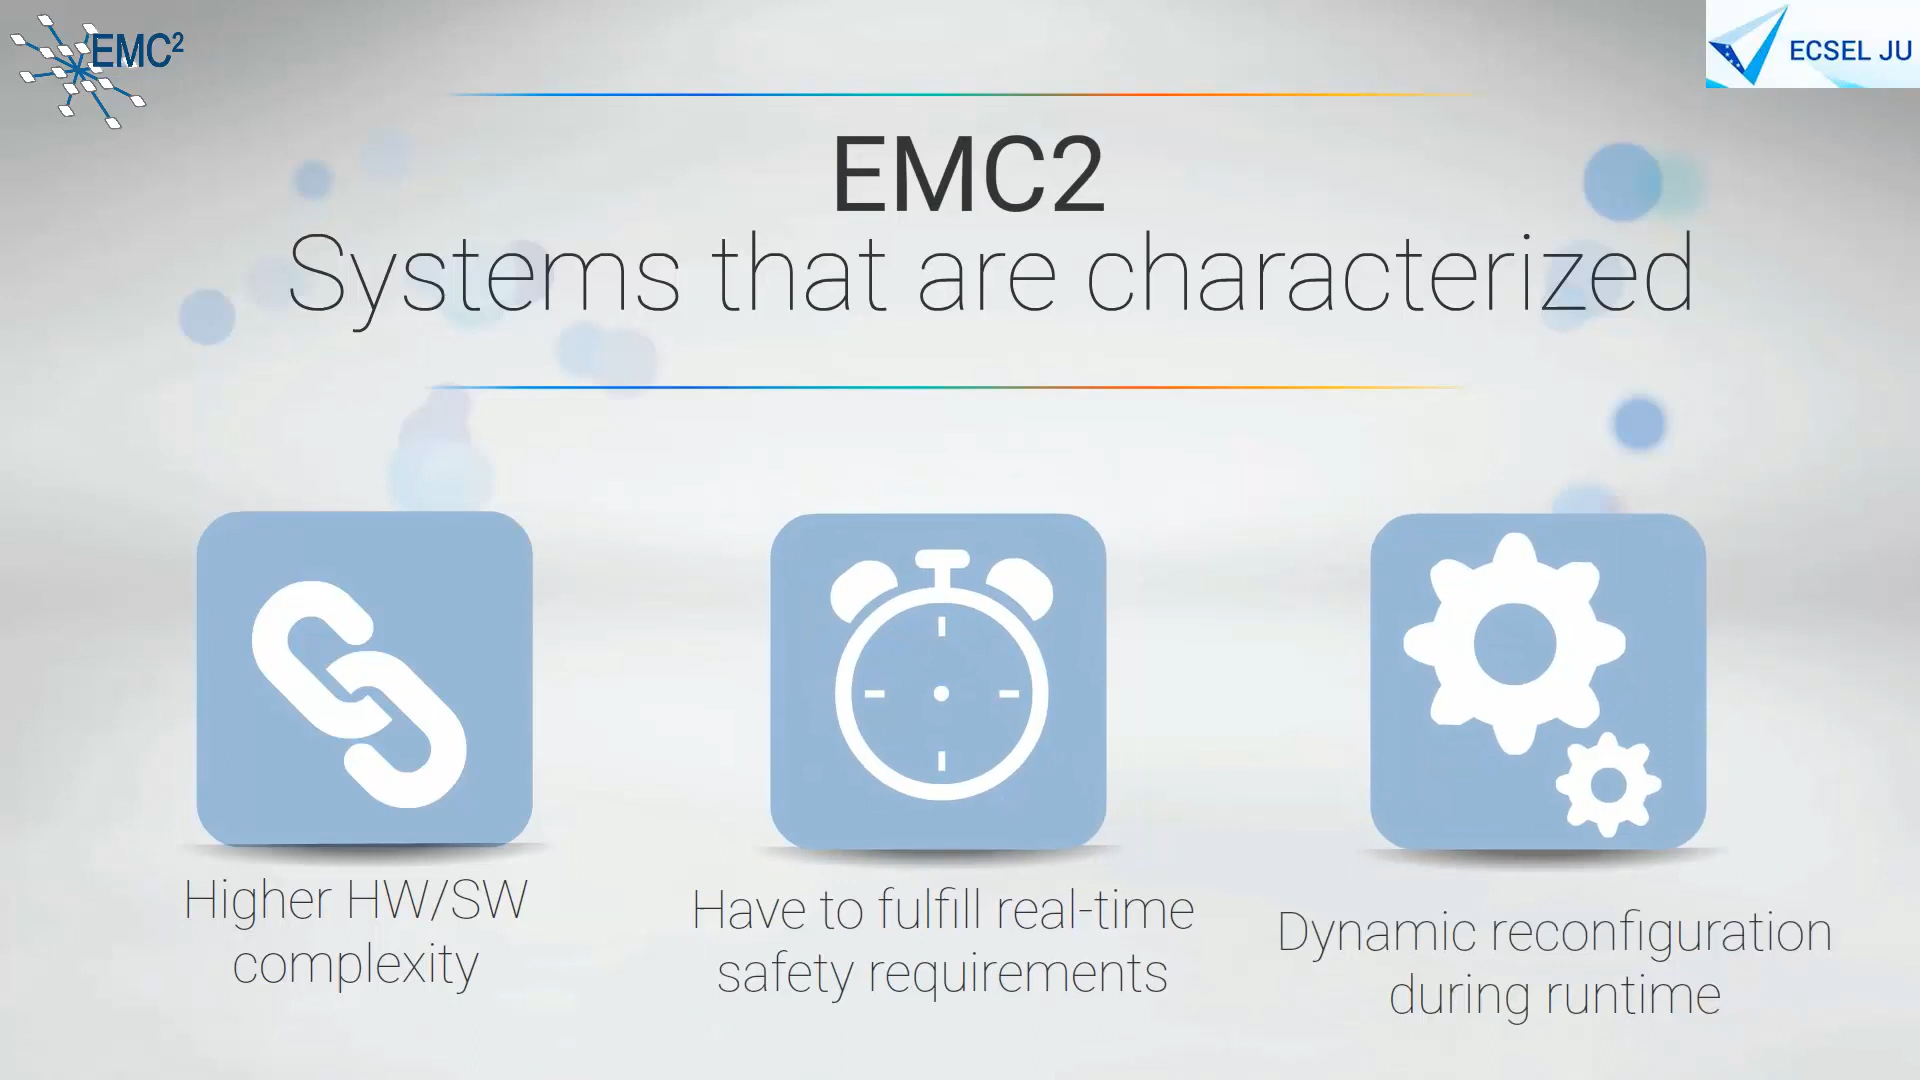 EMC²
ECSEL JU
EMC2
Systems that are characterized
Higher HW/SW
complexity
Have to fulfill real-time
safety requirements
Dynamic reconfiguration
during runtime